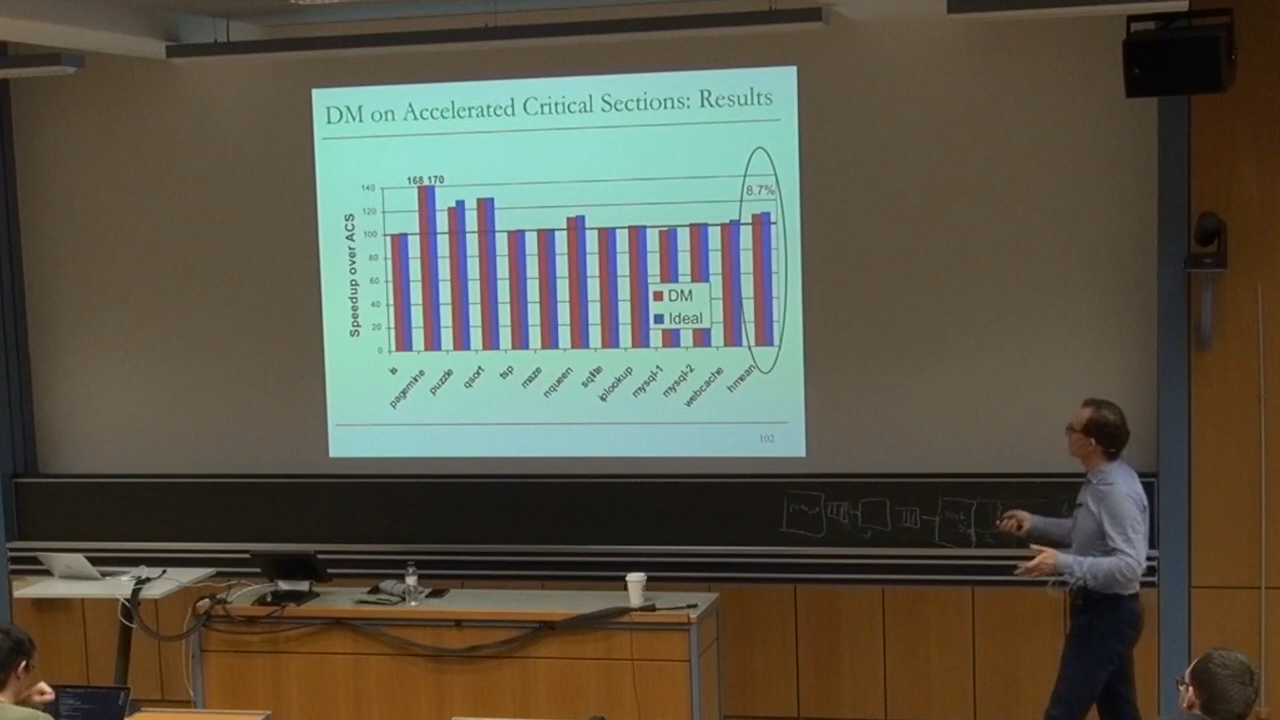 DM on Accelerated Critical Sections: Results
168 170
8.7%
Speedup over ACS
140
120
100
80
60
40
20
0
DM
Ideal
is
pagemine
puzzle
qsort
tsp
maze
nqueen
sqlite
iplookup
mysql-1
mysql-2
webcache
hmean
102